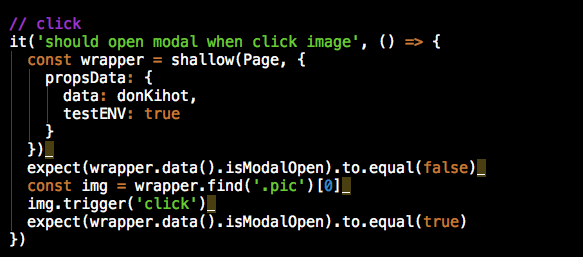 // click
it('should open modal when click image', () => {
  const wrapper = shallow(Page, {
    propsData: {
      data: donKihot,
      testENV: true
    }
  })_
  expect(wrapper.data().isModalOpen).to.equal(false)_
  const img = wrapper.find('.pic')[0]_
  img.trigger('click')_
  expect(wrapper.data().isModalOpen).to.equal(true)
})